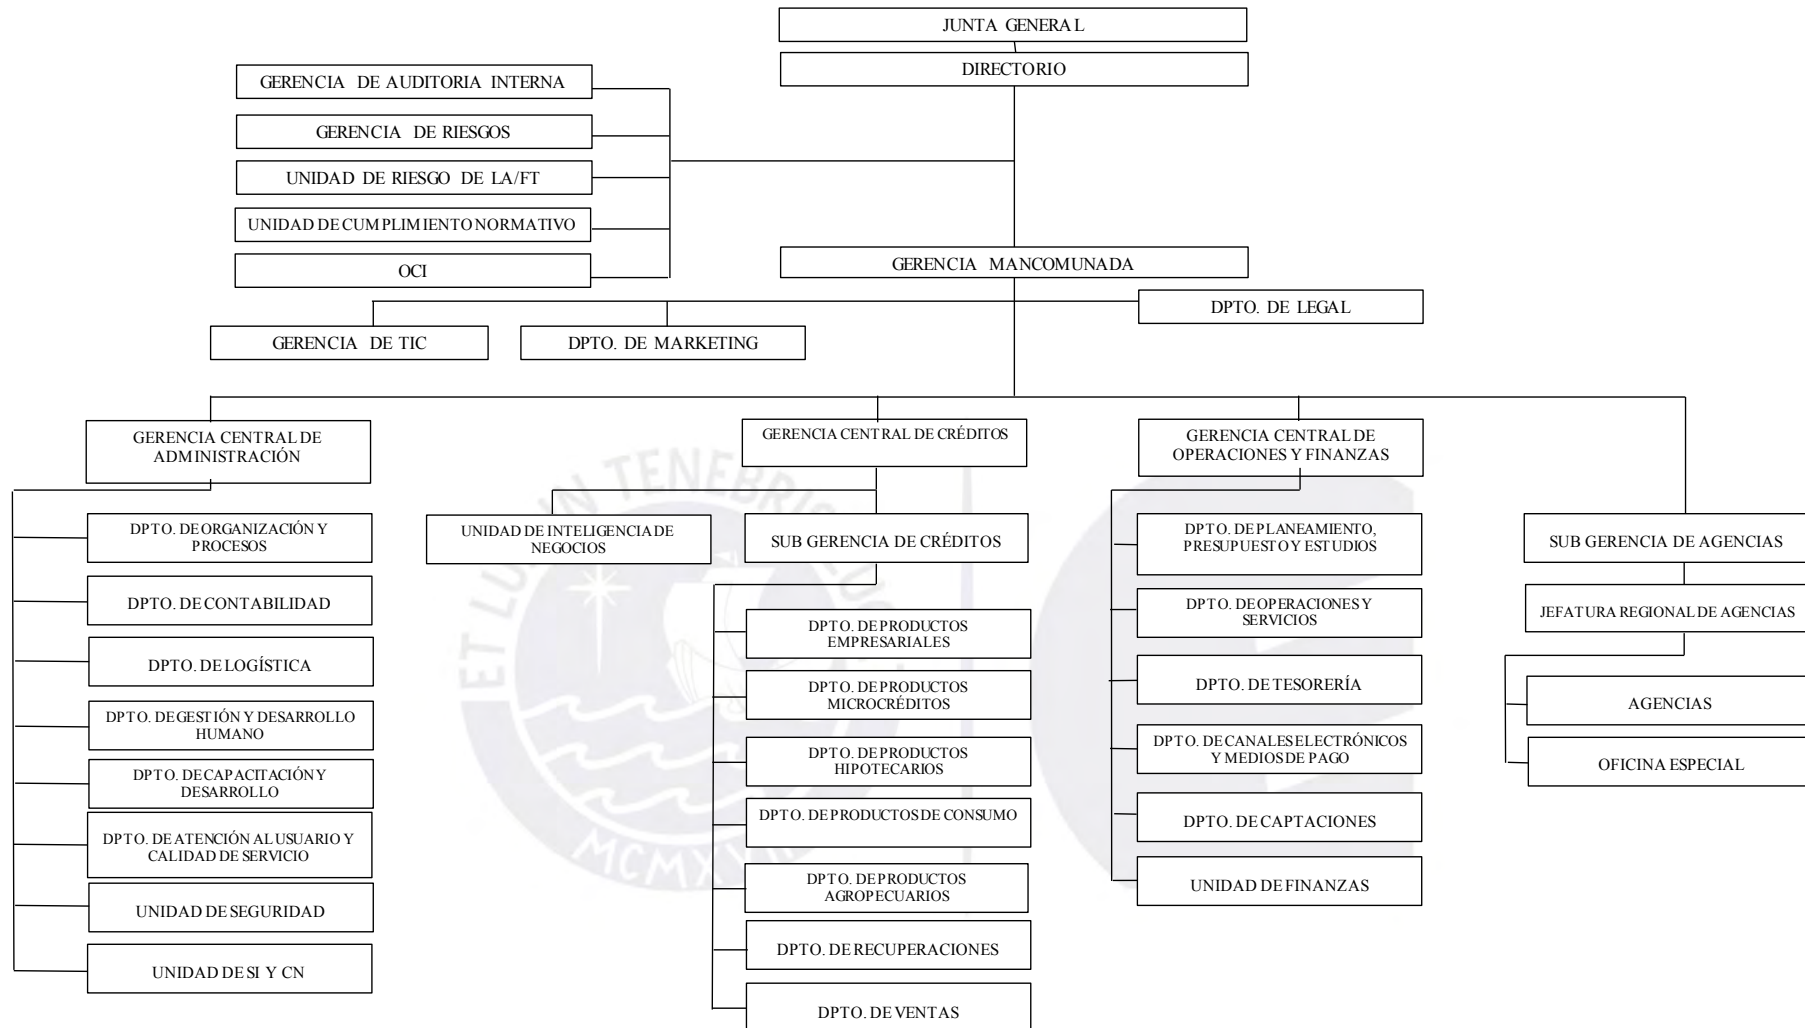 JUNTA GENERAL
DIRECTORIO
GERENCIA DE AUDITORIA INTERNA
GERENCIA DE RIESGOS
UNIDAD DE RIESGO DE LA/FT
UNIDAD DE CUMPLIMIENTO NORMATIVO
OCI
GERENCIA MANCOMUNADA
DPTO. DE LEGAL
GERENCIA DE TIC
DPTO. DE MARKETING
GERENCIA CENTRAL DE
ADMINISTRACIÓN
DPTO. DE ORGANIZACIÓN Y
PROCESOS
DPTO. DE CONTABILIDAD
DPTO. DE LOGÍSTICA
DPTO. DE GESTIÓN Y DESARROLLO
HUMANO
DPTO. DE CAPACITACIÓN Y
DESARROLLO
DPTO. DE ATENCIÓN AL USUARIO Y
CALIDAD DE SERVICIO
UNIDAD DE SEGURIDAD
UNIDAD DE SI Y CN
GERENCIA CENTRAL DE CRÉDITOS
UNIDAD DE INTELIGENCIA DE
NEGOCIOS
SUB GERENCIA DE CRÉDITOS
DPTO. DE PRODUCTOS
EMPRESARIALES
DPTO. DE PRODUCTOS
MICROCRÉDITOS
DPTO. DE PRODUCTOS
HIPOTECARIOS
DPTO. DE PRODUCTOS DE CONSUMO
DPTO. DE PRODUCTOS
AGROPECUARIOS
DPTO. DE RECUPERACIONES
DPTO. DE VENTAS
GERENCIA CENTRAL DE
OPERACIONES Y FINANZAS
DPTO. DE PLANEAMIENTO,
PRESUPUESTO Y ESTUDIOS
DPTO. DE OPERACIONES Y
SERVICIOS
DPTO. DE TESORERÍA
DPTO. DE CANALES ELECTRÓNICOS
Y MEDIOS DE PAGO
DPTO. DE CAPTACIONES
UNIDAD DE FINANZAS
SUB GERENCIA DE AGENCIAS
JEFATURA REGIONAL DE AGENCIAS
AGENCIAS
OFICINA ESPECIAL